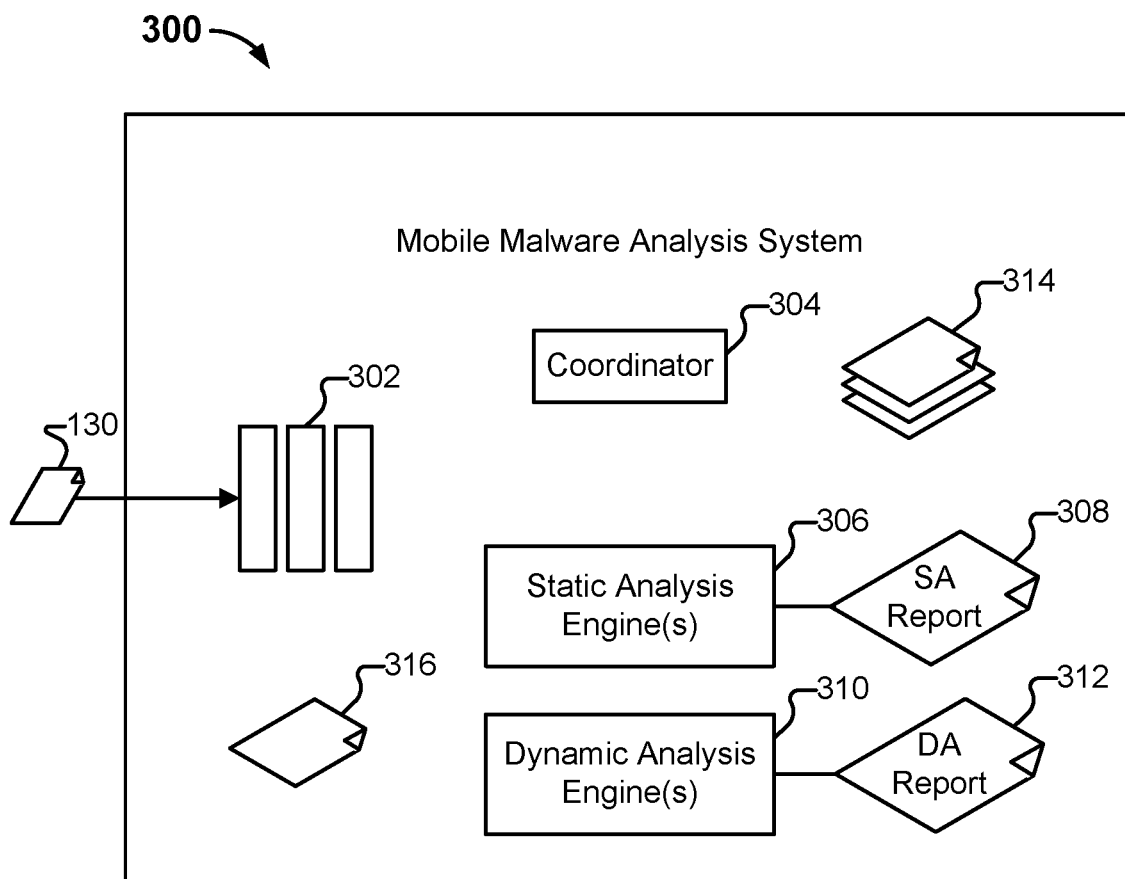 300
Mobile Malware Analysis System
304
314
Coordinator
302
130
306
308
Static Analysis
Engine(s)
SA
Report
316
310
312
Dynamic Analysis
Engine(s)
DA
Report